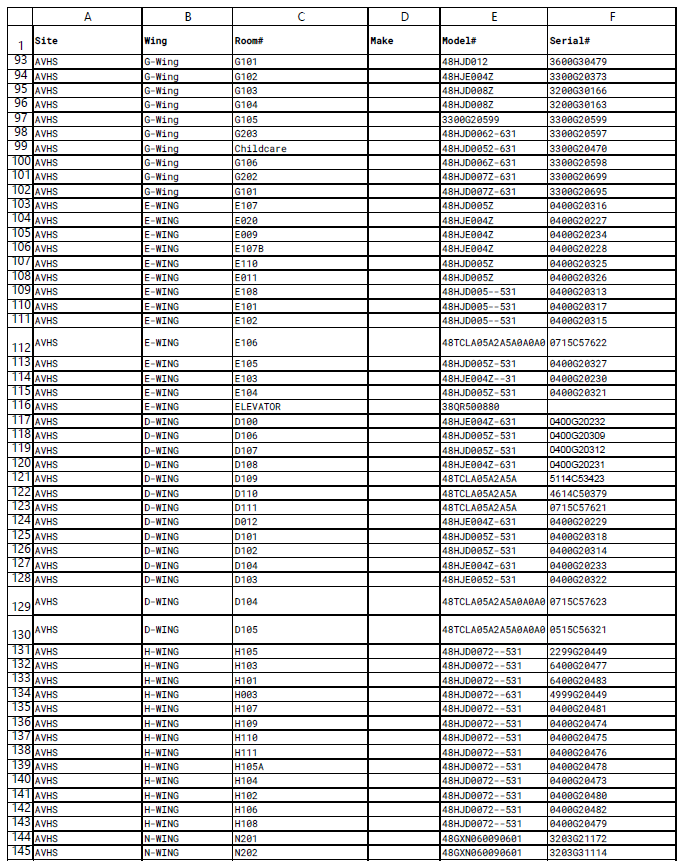 A B C D E F
1 Site Wing Room# Make Model# Serial#
93 AVHS G-Wing G101 48HJD012 3600G30479
94 AVHS G-Wing G102 48HJE004Z 3300G20373
95 AVHS G-Wing G103 48HJD008Z 3200G30166
96 AVHS G-Wing G104 48HJD008Z 3200G30163
97 AVHS G-Wing G105 3300G20599 3300G20599
98 AVHS G-Wing G203 48HJD0062-631 3300G20597
99 AVHS G-Wing Childcare 48HJD0052-631 3300G20470
100 AVHS G-Wing G106 48HJD006Z-631 3300G20598
101 AVHS G-Wing G202 48HJD007Z-631 3300G20699
102 AVHS G-Wing G101 48HJD007Z-631 3300G20695
103 AVHS E-WING E107 48HJD005Z 0400G20316
104 AVHS E-WING E020 48HJE004Z 0400G20227
105 AVHS E-WING E009 48HJE004Z 0400G20234
106 AVHS E-WING E107B 48HJE004Z 0400G20228
107 AVHS E-WING E110 48HJD005Z 0400G20325
108 AVHS E-WING E011 48HJD005Z 0400G20326
109 AVHS E-WING E108 48HJD005--531 0400G20313
110 AVHS E-WING E101 48HJD005--531 0400G20317
111 AVHS E-WING E102 48HJD005--531 0400G20315
112 AVHS E-WING E106 48TCLA05A2A5A0A0A0 0715C57622
113 AVHS E-WING E105 48HJD005Z-531 0400G20327
114 AVHS E-WING E103 48HJE004Z--31 0400G20230
115 AVHS E-WING E104 48HJD005Z-531 0400G20321
116 AVHS E-WING ELEVATOR 38QR500880
117 AVHS D-WING D100 48HJE004Z-631 0400G20232
118 AVHS D-WING D106 48HJD005Z-531 0400G20309
119 AVHS D-WING D107 48HJD005Z-531 0400G20312
120 AVHS D-WING D108 48HJE004Z-631 0400G20231
121 AVHS D-WING D109 48TCLA05A2A5A 5114C53423
122 AVHS D-WING D110 48TCLA05A2A5A 4614C50379
123 AVHS D-WING D111 48TCLA05A2A5A 0715C57621
124 AVHS D-WING D012 48HJE004Z-631 0400G20229
125 AVHS D-WING D101 48HJD005Z-531 0400G20318
126 AVHS D-WING D102 48HJD005Z-531 0400G20314
127 AVHS D-WING D104 48HJE004Z-631 0400G20233
128 AVHS D-WING D103 48HJE0052-531 0400G20322
129 AVHS D-WING D104 48TCLA05A2A5A0A0A0 0715C57623
130 AVHS D-WING D105 48TCLA05A2A5A0A0A0 0515C56321
131 AVHS H-WING H105 48HJD0072--531 2299G20449
132 AVHS H-WING H103 48HJD0072--531 6400G20477
133 AVHS H-WING H101 48HJD0072--531 6400G20483
134 AVHS H-WING H003 48HJD0072--631 4999G20449
135 AVHS H-WING H107 48HJD0072--531 0400G20481
136 AVHS H-WING H109 48HJD0072--531 0400G20474
137 AVHS H-WING H110 48HJD0072--531 0400G20475
138 AVHS H-WING H111 48HJD0072--531 0400G20476
139 AVHS H-WING H105A 48HJD0072--531 0400G20478
140 AVHS H-WING H104 48HJD0072--531 0400G20473
141 AVHS H-WING H102 48HJD0072--531 0400G20480
142 AVHS H-WING H106 48HJD0072--531 0400G20482
143 AVHS H-WING H108 48HJD0072--531 0400G20479
144 AVHS N-WING N201 48GXN060090601 3203G21172
145 AVHS N-WING N202 48GXN060090601 3203G31114